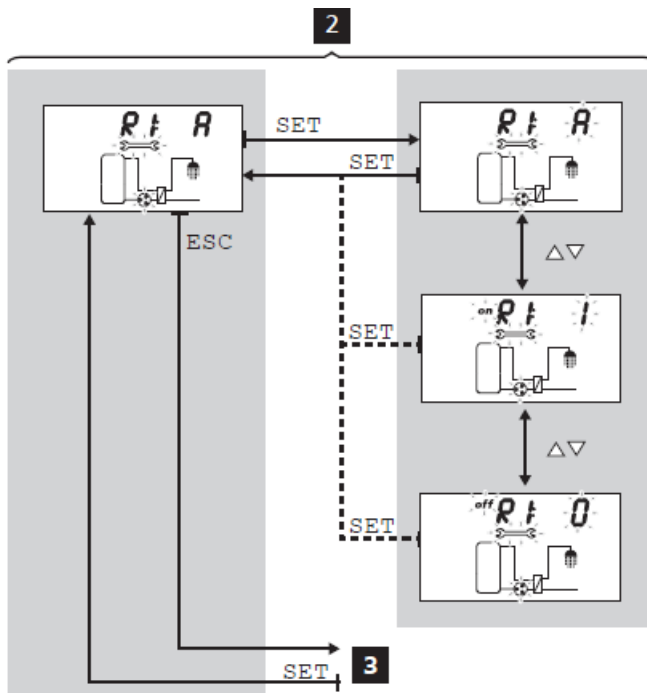 2
R1 A
R1 A
SET
SET
ESC
△▽
on R1 1
SET
△▽
off R1 0
SET
SET
3